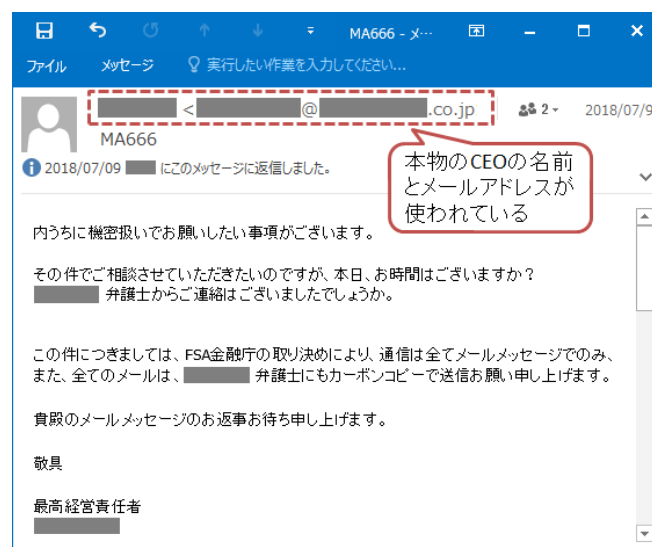 MA666 - メ…
ファイル メッセージ 実行したい作業を入力してください...
< @ .co.jp 2 2018/07/9
MA666
2018/07/09 にこのメッセージに返信しました。
本物のCEOの名前
とメールアドレスが
使われている
内うちに機密扱いでお願いしたい事項がございます。
その件でご相談させていただきたいのですが、本日、お時間はございますか？
弁護士からご連絡はございましたでしょうか。
この件につきましては、FSA金融庁の取り決めにより、通信は全てメールメッセージでのみ、
また、全てのメールは、 弁護士にもカーボンコピーで送信お願い申し上げます。
貴殿のメールメッセージのお返事お待ち申し上げます。
敬具
最高経営責任者